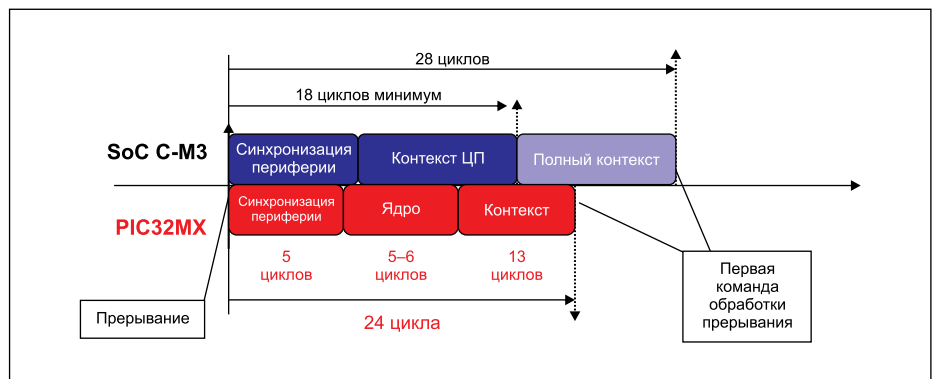 28 циклов
18 циклов минимум
SoC C-M3
Синхронизация
периферии
Контекст ЦП
Полный контекст
PIC32MX
Синхронизация
периферии
Ядро
Контекст
5
циклов
5–6
циклов
13
циклов
Прерывание
24 цикла
Первая
команда
обработки
прерывания